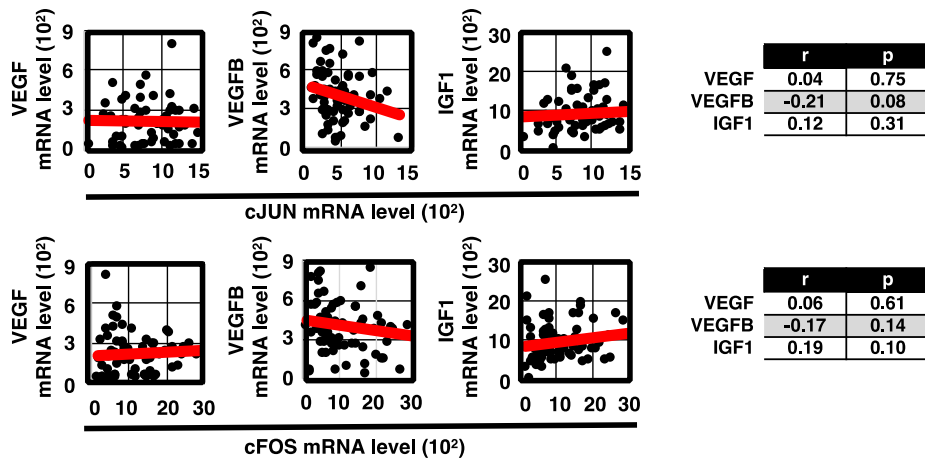 VEGF
mRNA level (10²)
9
6
3
0
0 5 10 15
VEGFB
mRNA level (10²)
9
6
3
0
0 5 10 15
IGF1
mRNA level (10²)
30
20
10
0
0 5 10 15
cJUN mRNA level (10²)
r p
VEGF 0.04 0.75
VEGFB -0.21 0.08
IGF1 0.12 0.31
VEGF
mRNA level (10²)
9
6
3
0
0 10 20 30
VEGFB
mRNA level (10²)
9
6
3
0
0 10 20 30
IGF1
mRNA level (10²)
30
20
10
0
0 10 20 30
cFOS mRNA level (10²)
r p
VEGF 0.06 0.61
VEGFB -0.17 0.14
IGF1 0.19 0.10